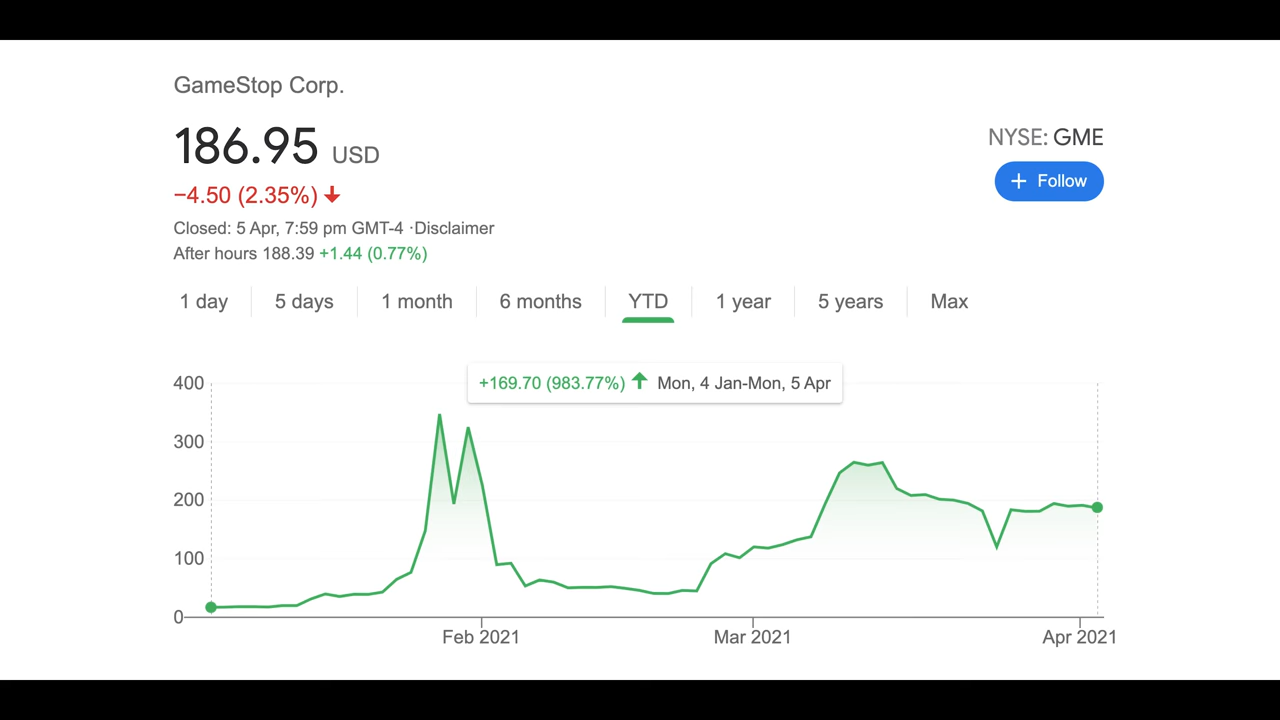 GameStop Corp.
186.95 USD
NYSE: GME
−4.50 (2.35%)
+ Follow
Closed: 5 Apr, 7:59 pm GMT-4 ·Disclaimer
After hours 188.39 +1.44 (0.77%)
1 day 5 days 1 month 6 months YTD 1 year 5 years Max
+169.70 (983.77%) Mon, 4 Jan-Mon, 5 Apr
400
300
200
100
0
Feb 2021 Mar 2021 Apr 2021